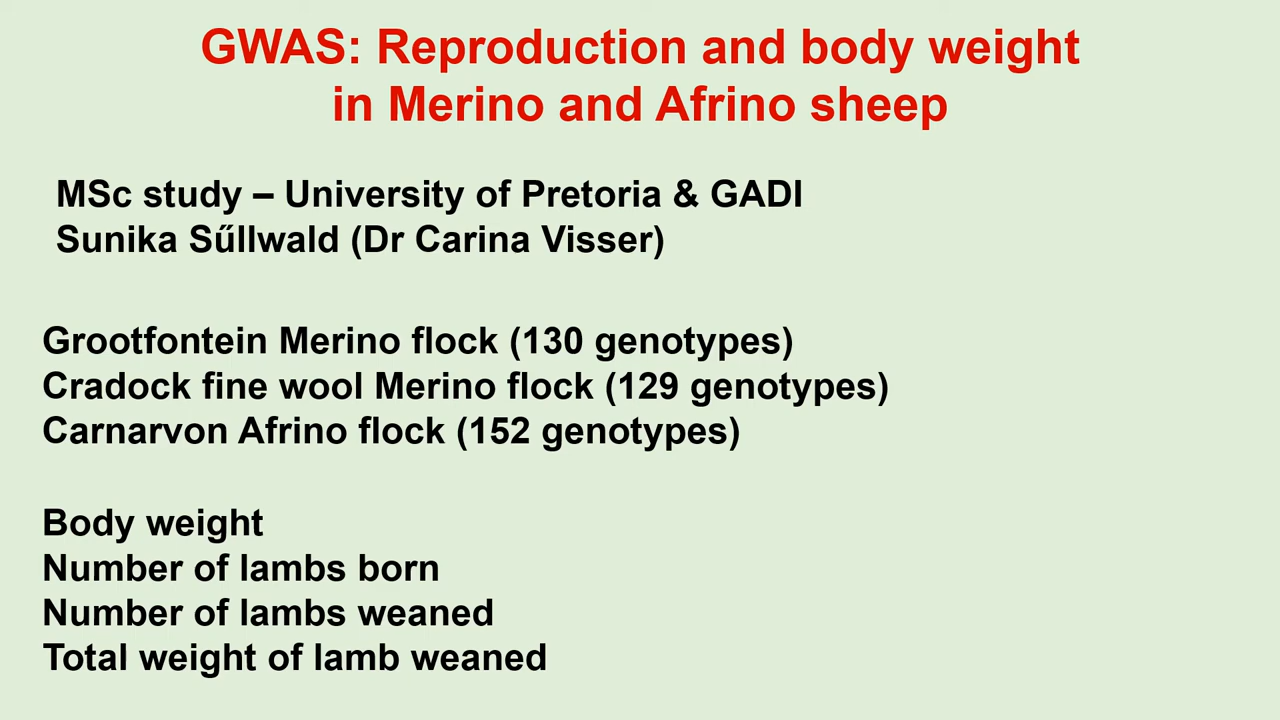 GWAS: Reproduction and body weight
in Merino and Afrino sheep
MSc study – University of Pretoria & GADI
Sunika Sűllwald (Dr Carina Visser)
Grootfontein Merino flock (130 genotypes)
Cradock fine wool Merino flock (129 genotypes)
Carnarvon Afrino flock (152 genotypes)
Body weight
Number of lambs born
Number of lambs weaned
Total weight of lamb weaned